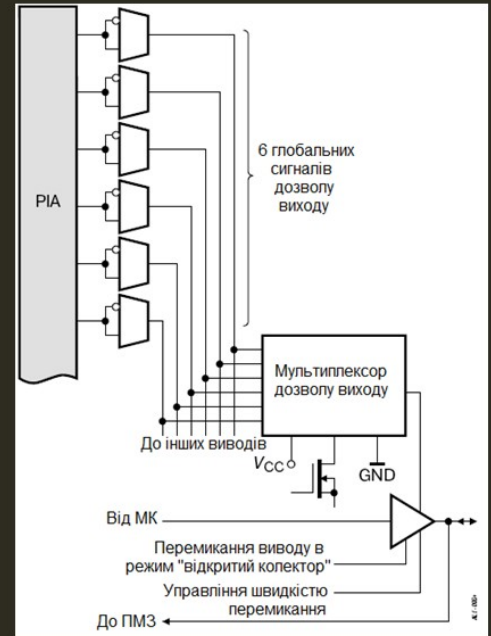 PIA
6 глобальних
сигналів
дозволу
виходу
Мультиплексор
дозволу виходу
До інших виводів
VCC
GND
Від МК
Перемикання виводу в
режим "відкритий колектор"
Управління швидкістю
перемикання
До ПМЗ